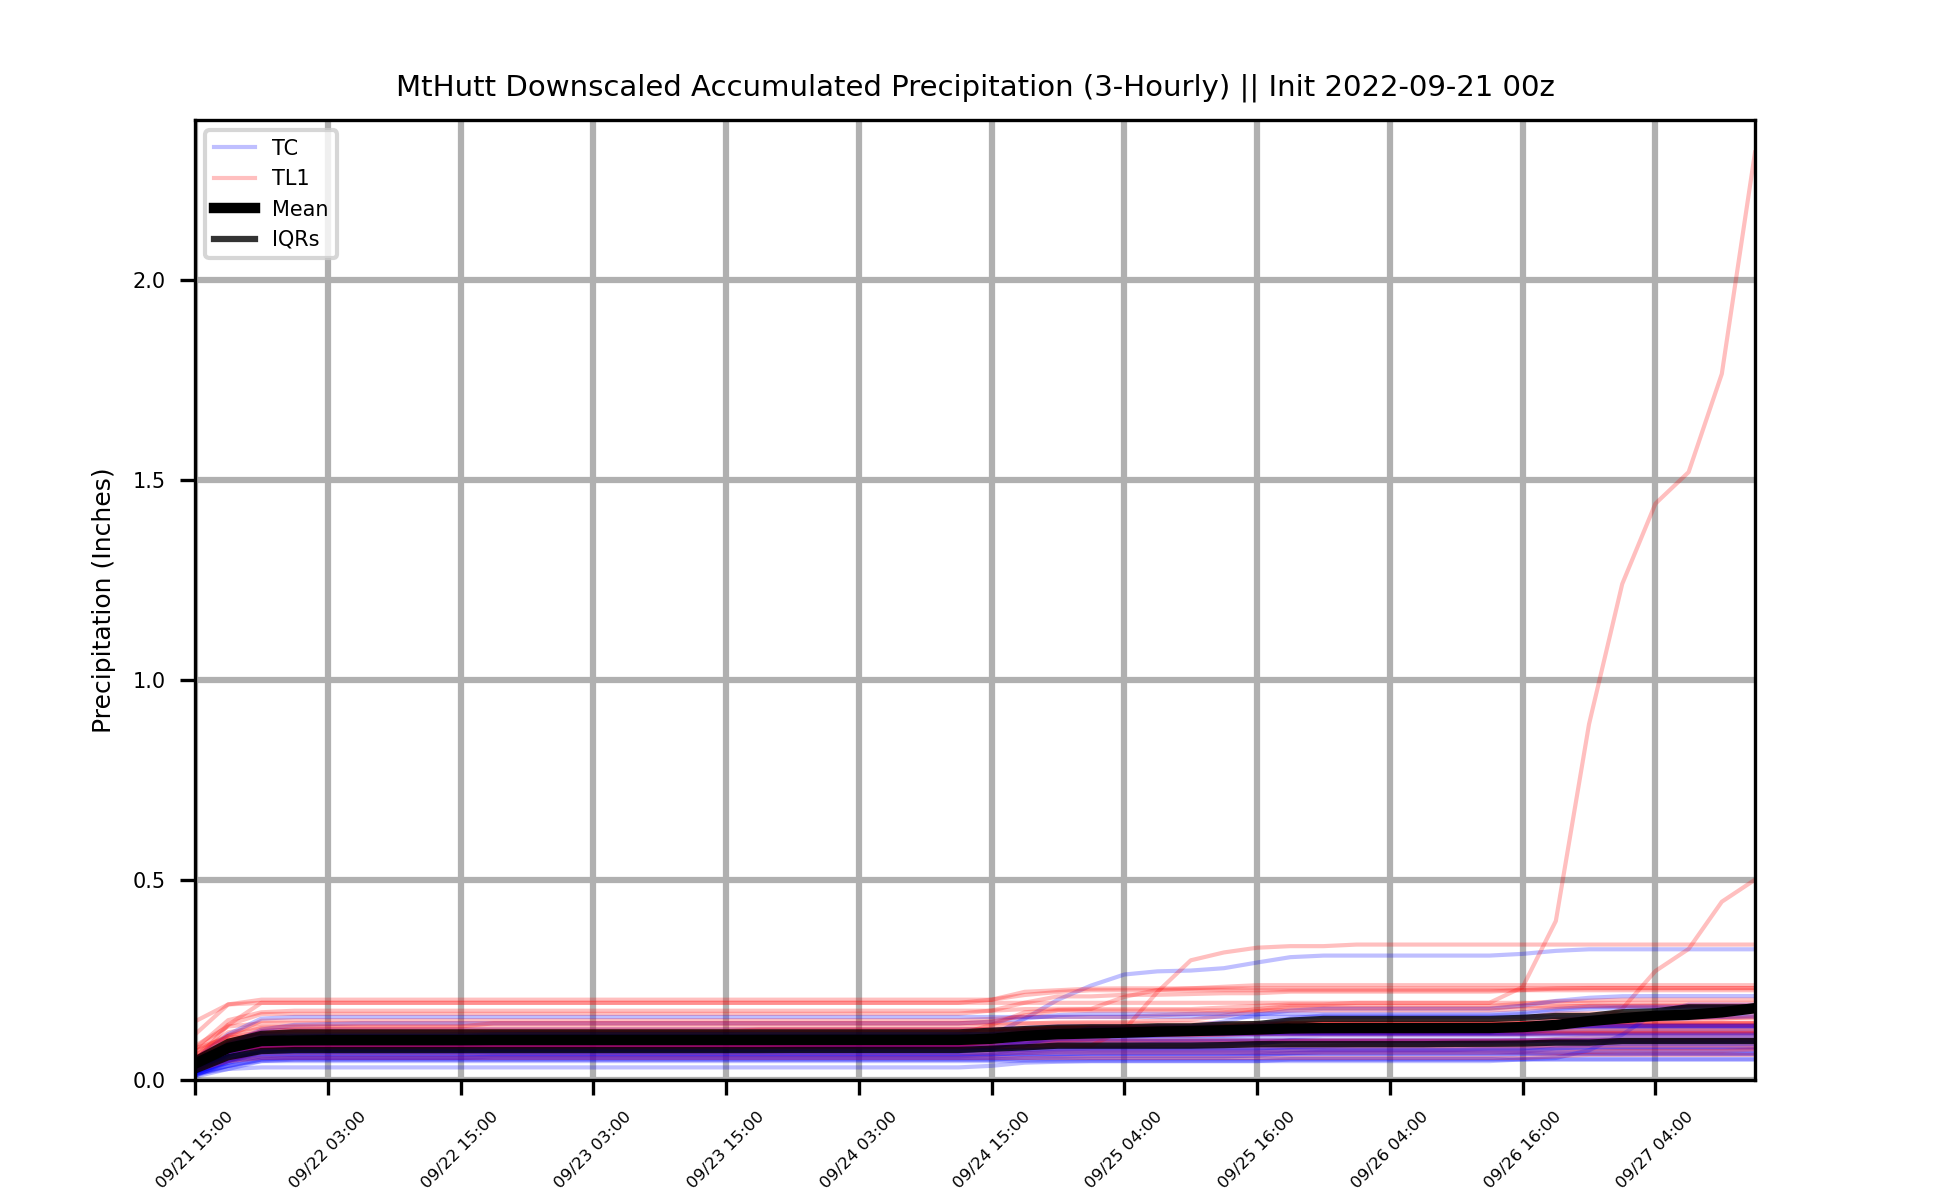 MtHutt Downscaled Accumulated Precipitation (3-Hourly) || Init 2022-09-21 00z
TC
TL1
Mean
IQRs
Precipitation (Inches)
2.0
1.5
1.0
0.5
0.0
09/21 15:00
09/22 03:00
09/22 15:00
09/23 03:00
09/23 15:00
09/24 03:00
09/24 15:00
09/25 04:00
09/25 16:00
09/26 04:00
09/26 16:00
09/27 04:00